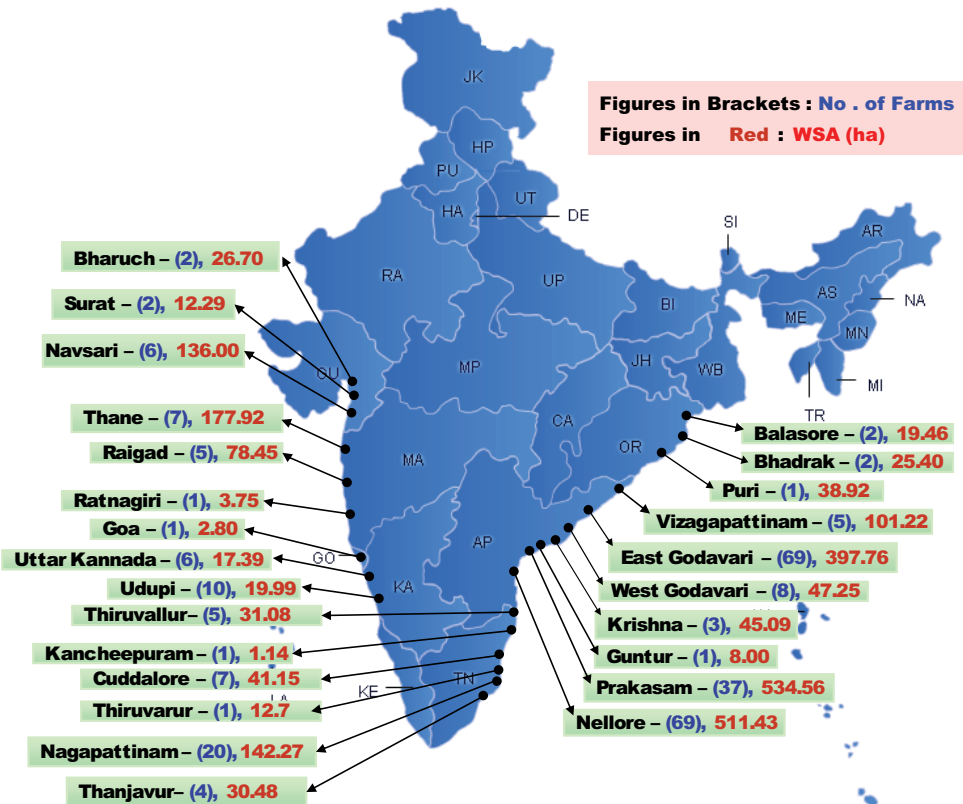 JK
Figures in Brackets : No . of Farms
Figures in Red : WSA (ha)
HP
PU
UT
HA
DE
SI
AR
RA
UP
BI
AS
NA
ME
MN
GU
MP
JH
WB
TR
MI
CA
OR
MA
AP
GO
KA
TN
KE
LA
Bharuch – (2), 26.70
Surat – (2), 12.29
Navsari – (6), 136.00
Thane – (7), 177.92
Raigad – (5), 78.45
Ratnagiri – (1), 3.75
Goa – (1), 2.80
Uttar Kannada – (6), 17.39
Udupi – (10), 19.99
Thiruvallur – (5), 31.08
Kancheepuram – (1), 1.14
Cuddalore – (7), 41.15
Thiruvarur – (1), 12.7
Nagapattinam – (20), 142.27
Thanjavur– (4), 30.48
Balasore – (2), 19.46
Bhadrak – (2), 25.40
Puri – (1), 38.92
Vizagapattinam – (5), 101.22
East Godavari – (69), 397.76
West Godavari – (8), 47.25
Krishna – (3), 45.09
Guntur – (1), 8.00
Prakasam – (37), 534.56
Nellore – (69), 511.43